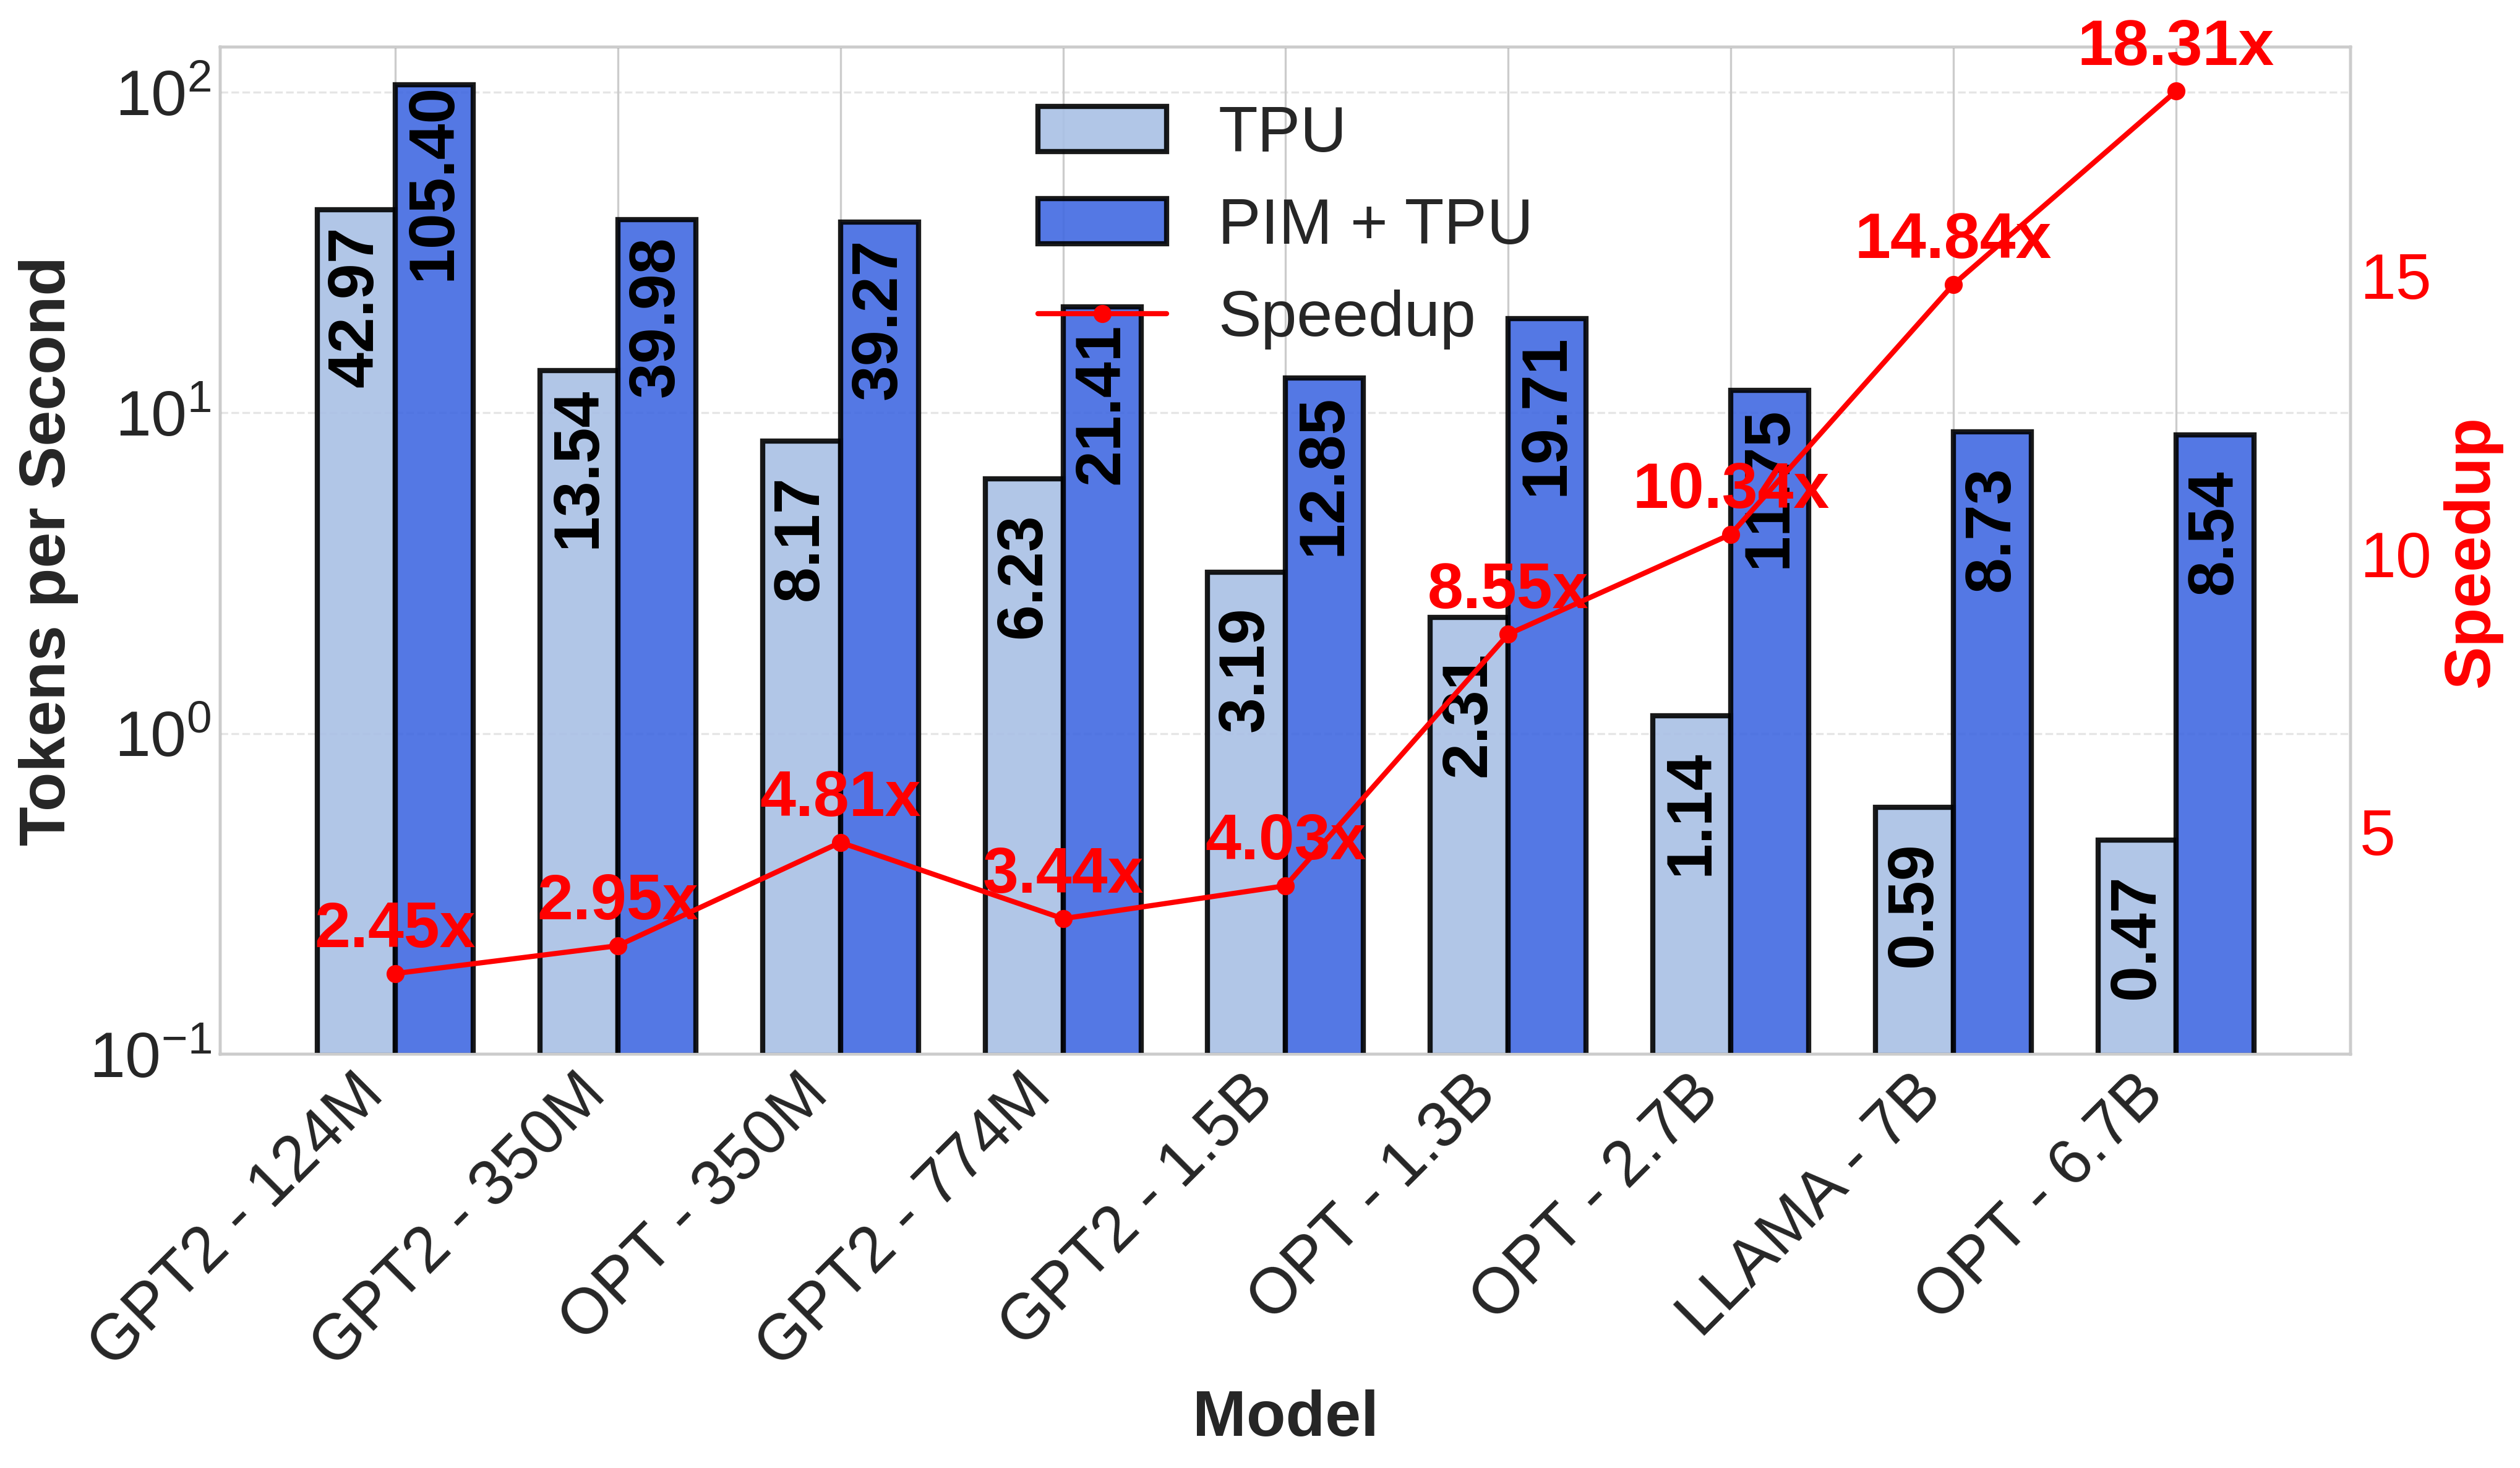 Tokens per Second
10²
10¹
10⁰
10⁻¹
TPU
PIM + TPU
Speedup
42.97
105.40
13.54
39.98
8.17
39.27
6.23
21.41
3.19
12.85
2.31
19.71
1.14
11.75
0.59
8.73
0.47
8.54
2.45x
2.95x
4.81x
3.44x
4.03x
8.55x
10.34x
14.84x
18.31x
15
10
5
Speedup
GPT2 - 124M
GPT2 - 350M
OPT - 350M
GPT2 - 774M
GPT2 - 1.5B
OPT - 1.3B
OPT - 2.7B
LLAMA - 7B
OPT - 6.7B
Model